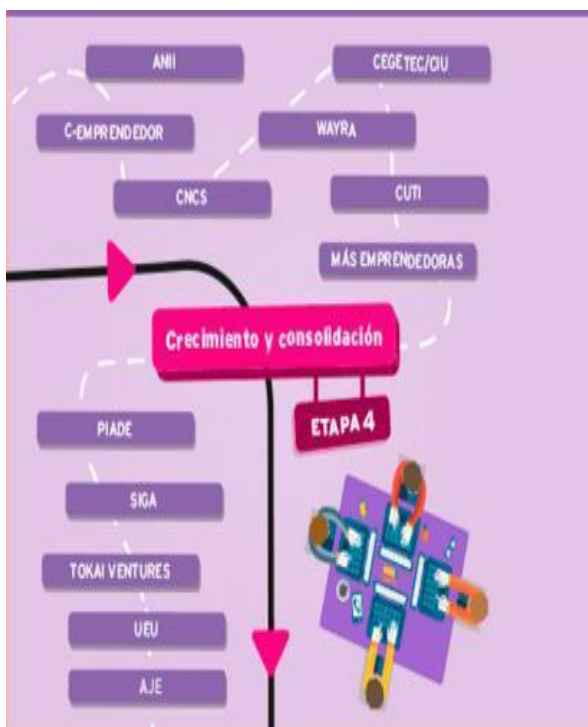 ANII
CEGETEC/CIU
C-EMPRENDEDOR
WAYRA
CNCS
CUTI
MÁS EMPRENDEDORAS
Crecimiento y consolidación
ETAPA 4
PIADE
SIGA
TOKAI VENTURES
UEU
AJE